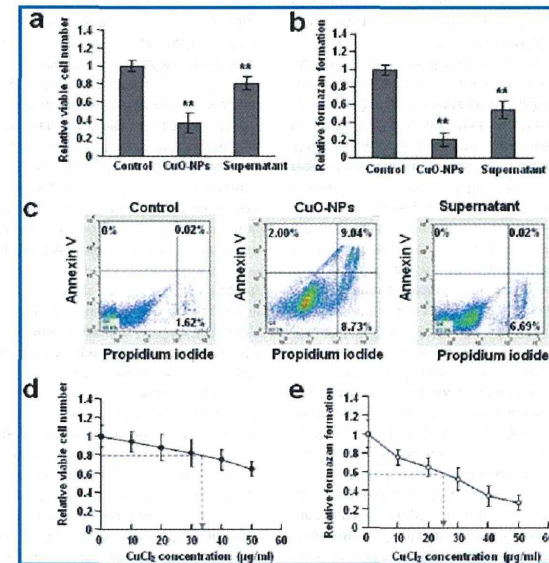 a
Relative viable cell number
1.4
1.2
1
0.8
0.6
0.4
0.2
0
**
**
Control CuO-NPs Supernatant
b
Relative formazan formation
1.4
1.2
1
0.8
0.6
0.4
0.2
0
**
**
Control CuO-NPs Supernatant
c
Control
CuO-NPs
Supernatant
0% 0.02%
2.00% 9.04%
0% 0.02%
Annexin V
Annexin V
Annexin V
1.62%
8.73%
6.69%
Propidium iodide
Propidium iodide
Propidium iodide
d
Relative viable cell number
1.4
1.2
1
0.8
0.6
0.4
0.2
0
0 10 20 30 40 50 60
CuCl₂ concentration (µg/ml)
e
Relative formazan formation
1.4
1.2
1
0.8
0.6
0.4
0.2
0
0 10 20 30 40 50 60
CuCl₂ concentration (µg/ml)